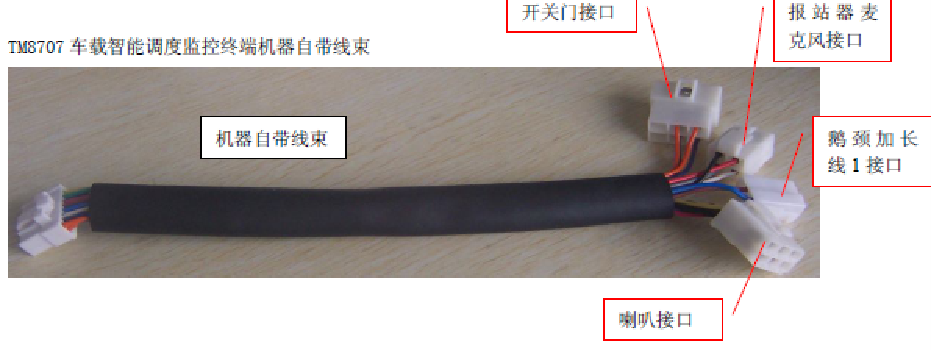 开关门接口
报站器麦
克风接口
TM8707 车载智能调度监控终端机器自带线束
机器自带线束
鹅颈加长
线1接口
喇叭接口